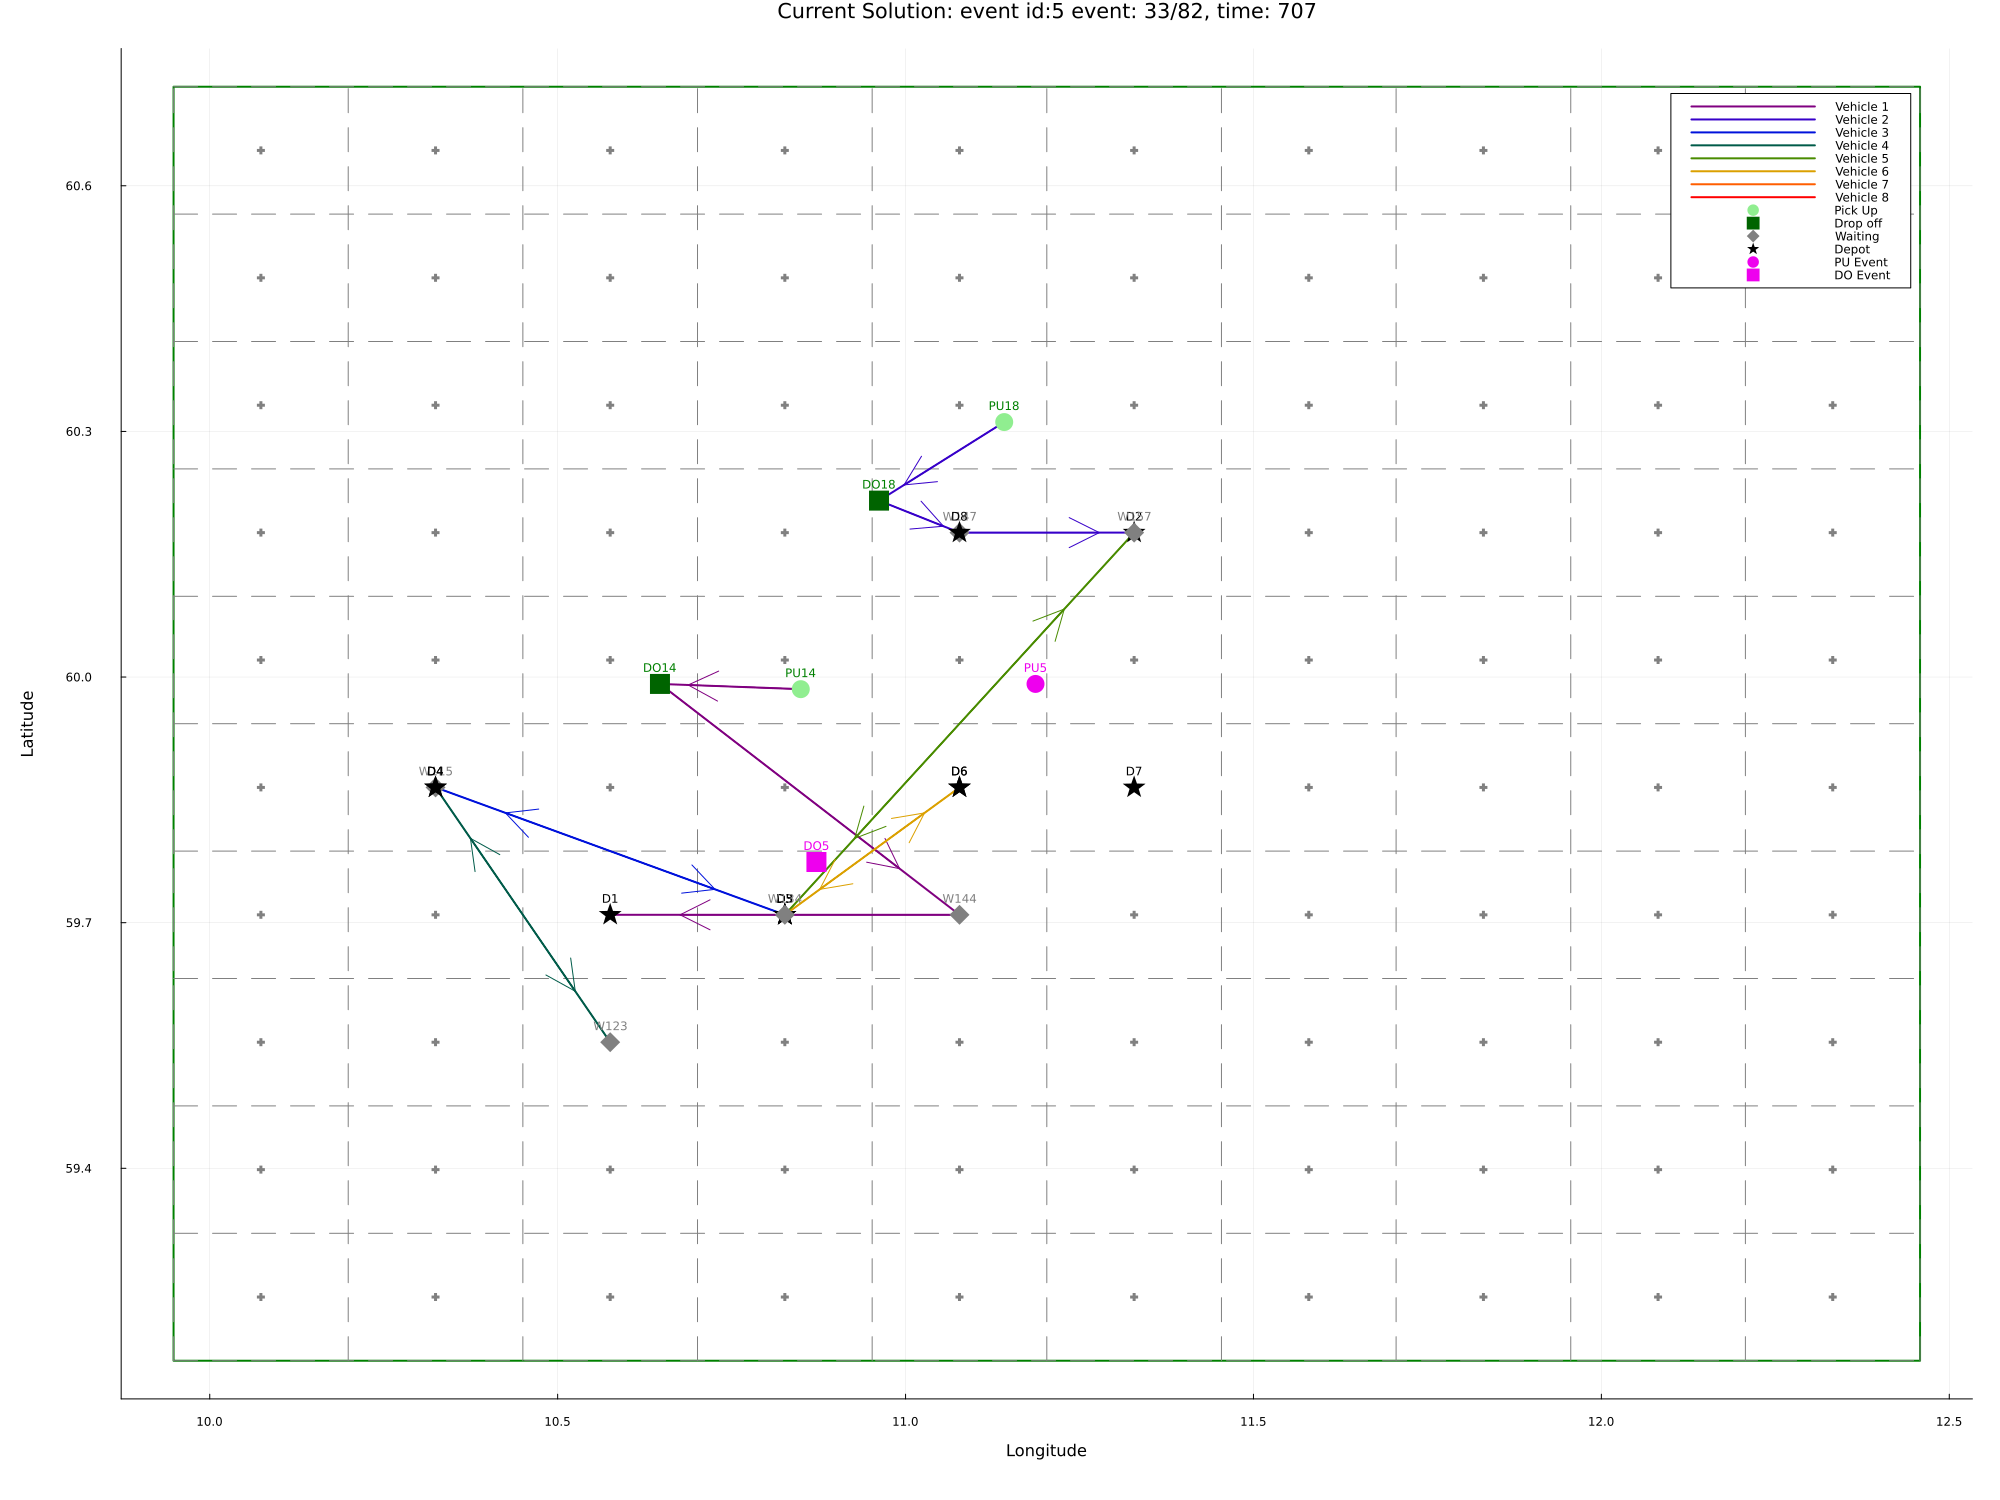 Current Solution: event id:5 event: 33/82, time: 707
Vehicle 1
Vehicle 2
Vehicle 3
Vehicle 4
Vehicle 5
Vehicle 6
Vehicle 7
Vehicle 8
Pick Up
Drop off
Waiting
Depot
PU Event
DO Event
60.6
60.3
60.0
59.7
59.4
Latitude
PU18
DO18
D8
D2
DO14
PU14
PU5
D4
D6
D7
DO5
D1
W144
W123
10.0
10.5
11.0
11.5
12.0
12.5
Longitude